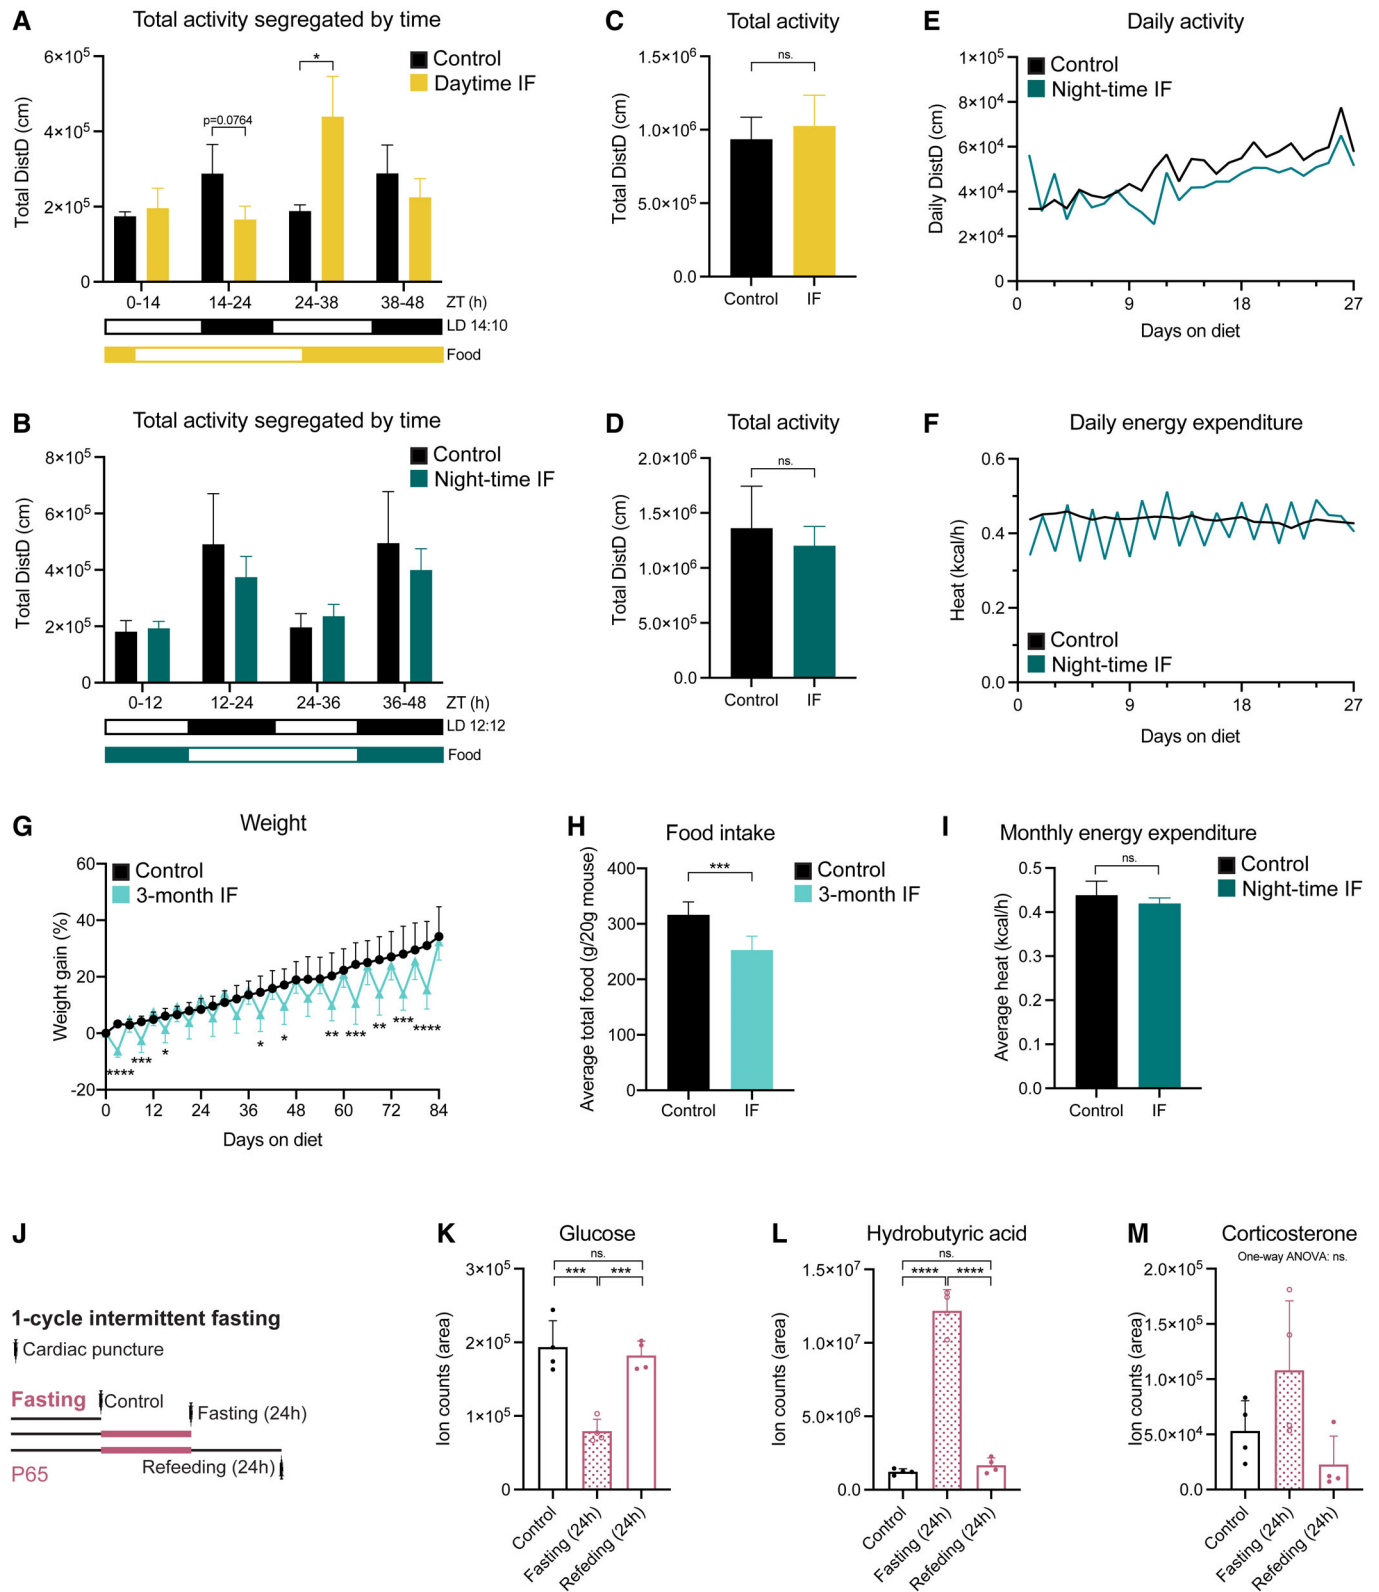 A
Total activity segregated by time
Control
Daytime IF
Total DistD (cm)
6×10⁵
4×10⁵
2×10⁵
0
p=0.0764
*
0-14
14-24
24-38
38-48
ZT (h)
LD 14:10
Food
C
Total activity
Total DistD (cm)
1.5×10⁶
1.0×10⁶
5.0×10⁵
0.0
ns.
Control
IF
E
Daily activity
Control
Night-time IF
Daily DistD (cm)
1×10⁵
8×10⁴
6×10⁴
4×10⁴
2×10⁴
0
0
9
18
27
Days on diet
B
Total activity segregated by time
Control
Night-time IF
Total DistD (cm)
8×10⁵
6×10⁵
4×10⁵
2×10⁵
0
0-12
12-24
24-36
36-48
ZT (h)
LD 12:12
Food
D
Total activity
Total DistD (cm)
2.0×10⁶
1.5×10⁶
1.0×10⁶
5.0×10⁵
0.0
ns.
Control
IF
F
Daily energy expenditure
Heat (kcal/h)
0.6
0.4
0.2
0.0
Control
Night-time IF
0
9
18
27
Days on diet
G
Weight
Control
3-month IF
Weight gain (%)
60
40
20
0
-20
****
***
*
*
*
**
***
**
***
****
0
12
24
36
48
60
72
84
Days on diet
H
Food intake
Control
3-month IF
Average total food (g/20g mouse)
400
300
200
100
0
***
Control
IF
I
Monthly energy expenditure
Control
Night-time IF
Average heat (kcal/h)
0.5
0.4
0.3
0.2
0.1
0.0
ns.
Control
IF
J
1-cycle intermittent fasting
Cardiac puncture
Fasting
Control
Fasting (24h)
Refeeding (24h)
P65
K
Glucose
Ion counts (area)
3×10⁵
2×10⁵
1×10⁵
0
ns.
***
***
Control
Fasting (24h)
Refeding (24h)
L
Hydrobutyric acid
Ion counts (area)
1.5×10⁷
1.0×10⁷
5.0×10⁶
0.0
ns.
****
****
Control
Fasting (24h)
Refeding (24h)
M
Corticosterone
One-way ANOVA: ns.
Ion counts (area)
2.0×10⁵
1.5×10⁵
1.0×10⁵
5.0×10⁴
0.0
Control
Fasting (24h)
Refeding (24h)